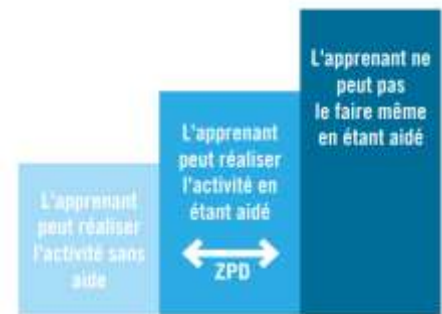 L'apprenant
peut réaliser
l'activité sans
aide
L'apprenant
peut réaliser
l'activité en
étant aidé
ZPD
L'apprenant ne
peut pas
le faire même
en étant aidé